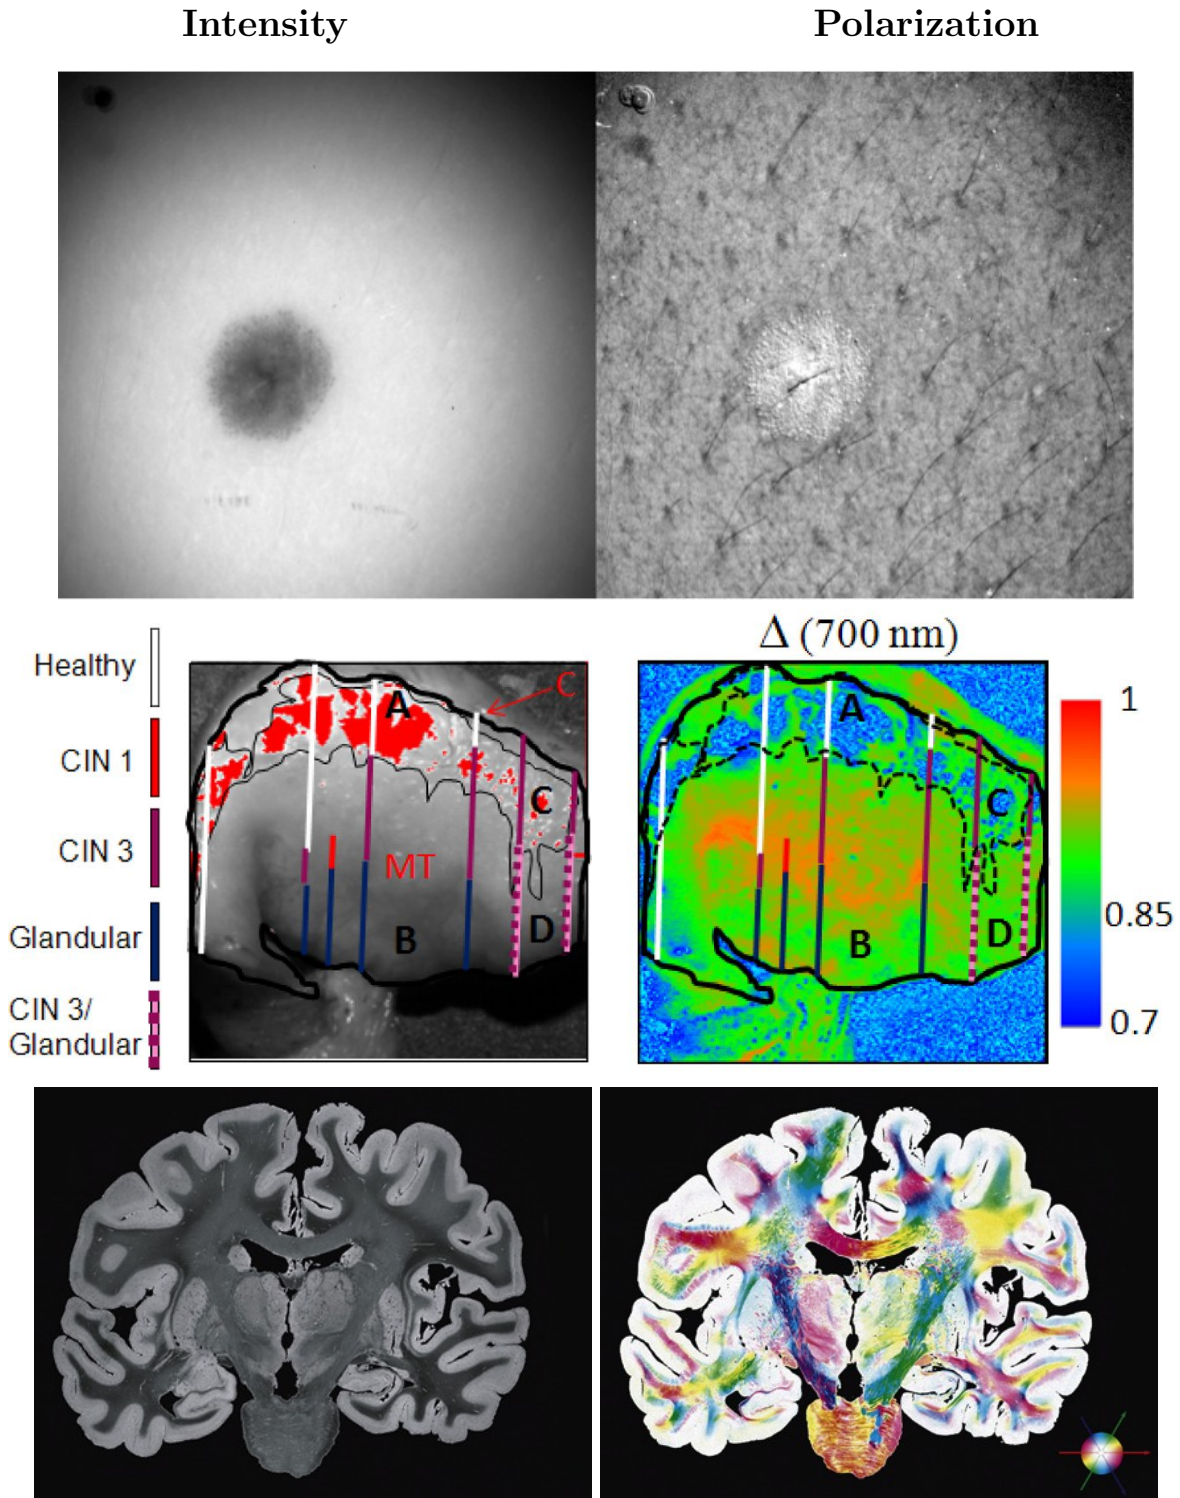 Intensity
Polarization
Δ (700 nm)
Healthy
CIN 1
CIN 3
Glandular
CIN 3/
Glandular
A
C
C
MT
B
D
A
C
B
D
1
0.85
0.7